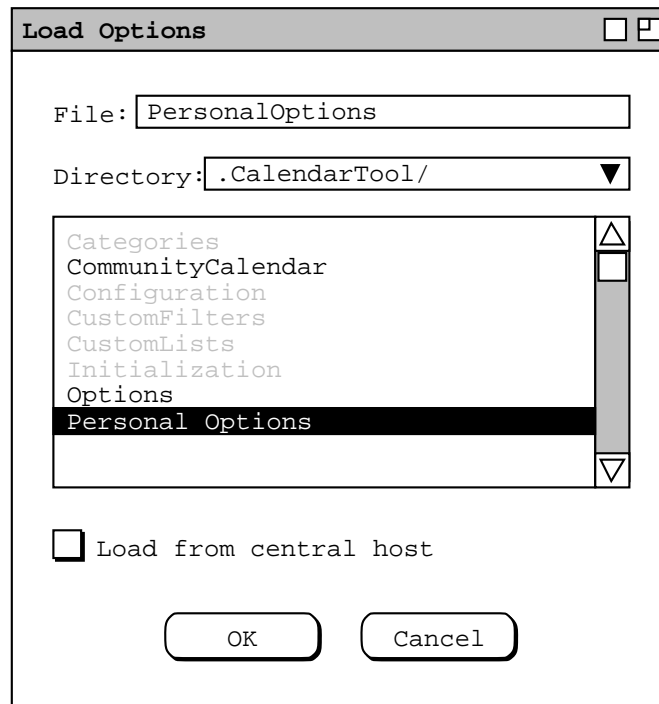 Load Options
File: PersonalOptions
Directory: .CalendarTool/
Categories
CommunityCalendar
Configuration
CustomFilters
CustomLists
Initialization
Options
Personal Options
Load from central host
OK Cancel